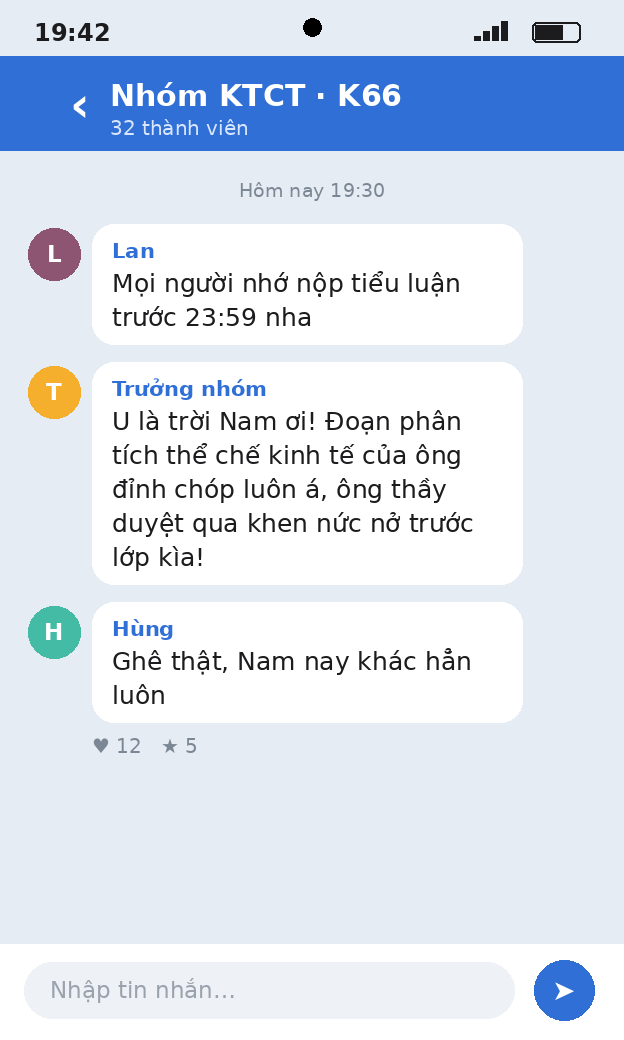 19:42
Nhóm KTCT · K66
32 thành viên
Hôm nay 19:30
L
Lan
Mọi người nhớ nộp tiểu luận
trước 23:59 nha
T
Trưởng nhóm
U là trời Nam ơi! Đoạn phân
tích thể chế kinh tế của ông
đỉnh chóp luôn á, ông thầy
duyệt qua khen nức nở trước
lớp kìa!
H
Hùng
Ghê thật, Nam nay khác hẳn
luôn
♥ 12 ★ 5
Nhập tin nhắn...